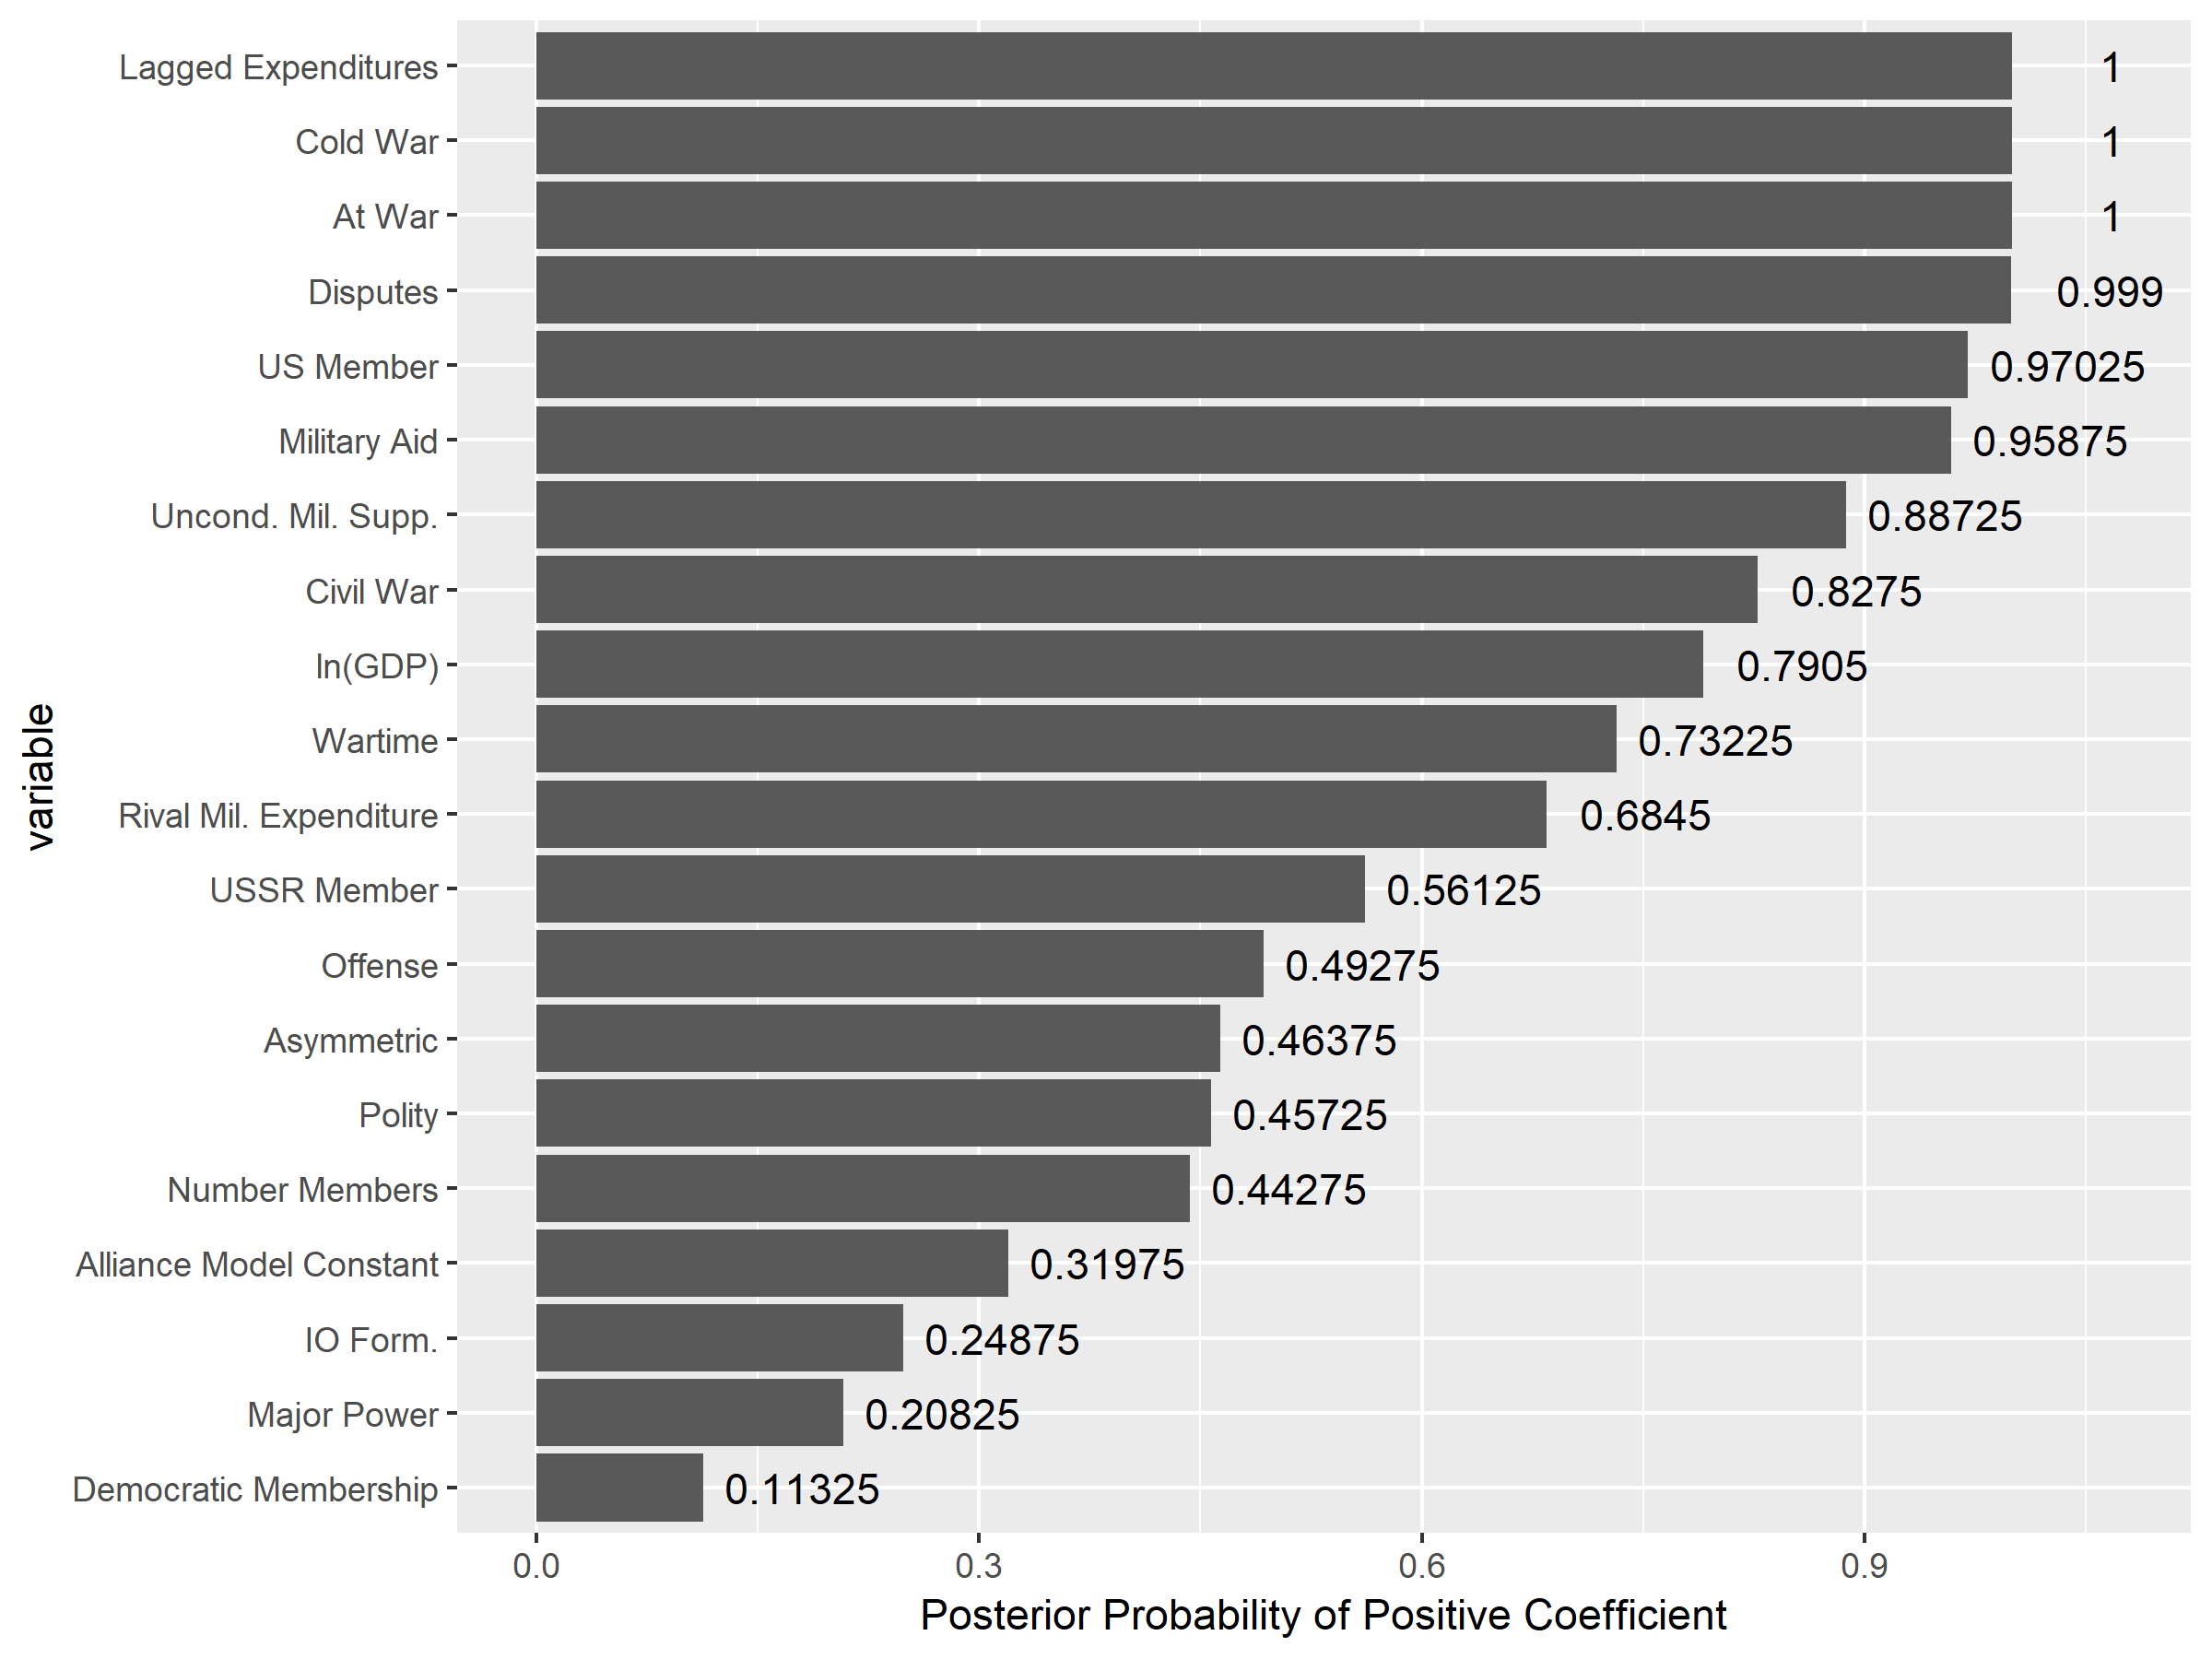 Lagged Expenditures 1
Cold War 1
At War 1
Disputes 0.999
US Member 0.97025
Military Aid 0.95875
Uncond. Mil. Supp. 0.88725
Civil War 0.8275
ln(GDP) 0.7905
Wartime 0.73225
Rival Mil. Expenditure 0.6845
USSR Member 0.56125
Offense 0.49275
Asymmetric 0.46375
Polity 0.45725
Number Members 0.44275
Alliance Model Constant 0.31975
IO Form. 0.24875
Major Power 0.20825
Democratic Membership 0.11325
variable
0.0 0.3 0.6 0.9
Posterior Probability of Positive Coefficient